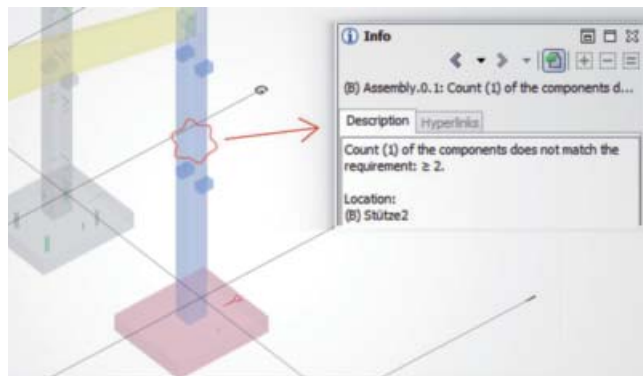 Info
(B) Assembly.0.1: Count (1) of the components d...
Description
Hyperlinks
Count (1) of the components does not match the
requirement: ≥ 2.
Location:
(B) Stütze2